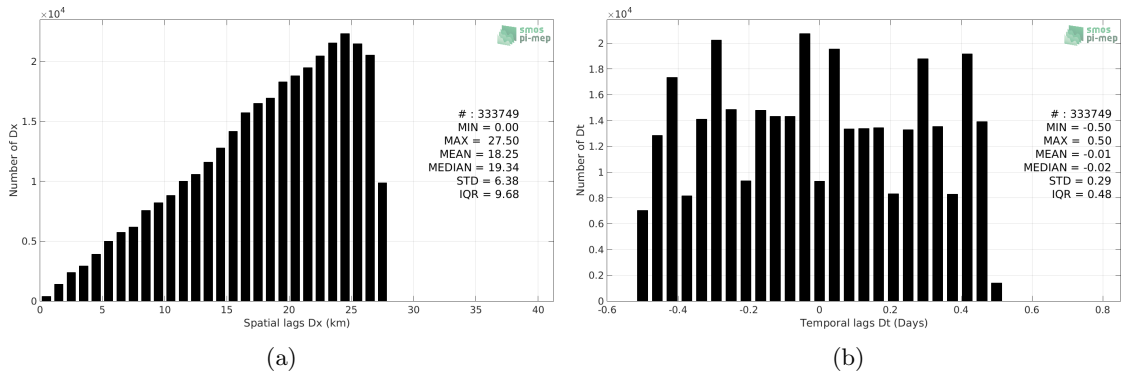 ×10⁴
2
1.5
1
0.5
0
Number of Dx
0 5 10 15 20 25 30 35 40
Spatial lags Dx (km)
smos
pi-mep
# : 333749
MIN = 0.00
MAX = 27.50
MEAN = 18.25
MEDIAN = 19.34
STD = 6.38
IQR = 9.68
(a)
×10⁴
2
1.8
1.6
1.4
1.2
1
0.8
0.6
0.4
0.2
0
Number of Dt
-0.6 -0.4 -0.2 0 0.2 0.4 0.6 0.8
Temporal lags Dt (Days)
smos
pi-mep
# : 333749
MIN = -0.50
MAX = 0.50
MEAN = -0.01
MEDIAN = -0.02
STD = 0.29
IQR = 0.48
(b)